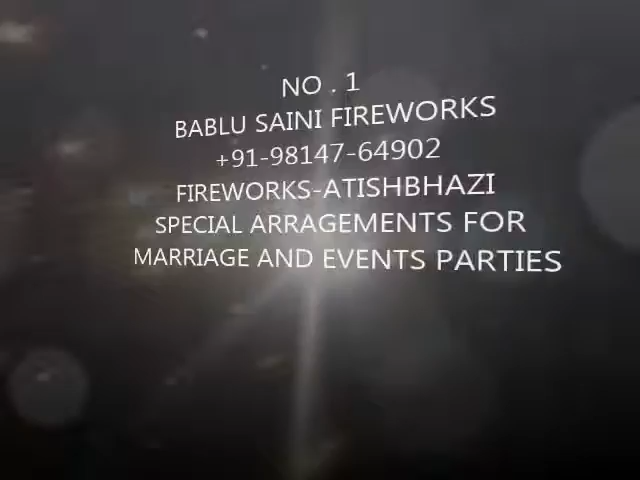 NO . 1
BABLU SAINI FIREWORKS
+91-98147-64902
FIREWORKS-ATISHBHAZI
SPECIAL ARRAGEMENTS FOR
MARRIAGE AND EVENTS PARTIES